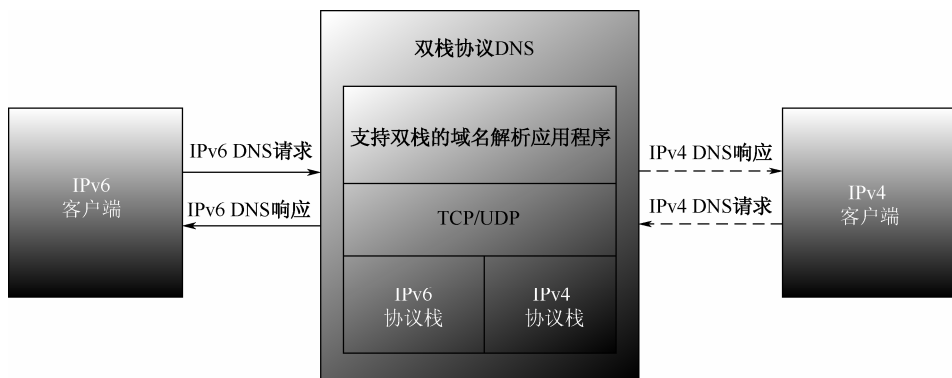 双栈协议DNS
支持双栈的域名解析应用程序
IPv6 DNS请求
IPv4 DNS响应
IPv6
客户端
IPv6 DNS响应
TCP/UDP
IPv4 DNS请求
IPv4
客户端
IPv6
协议栈
IPv4
协议栈